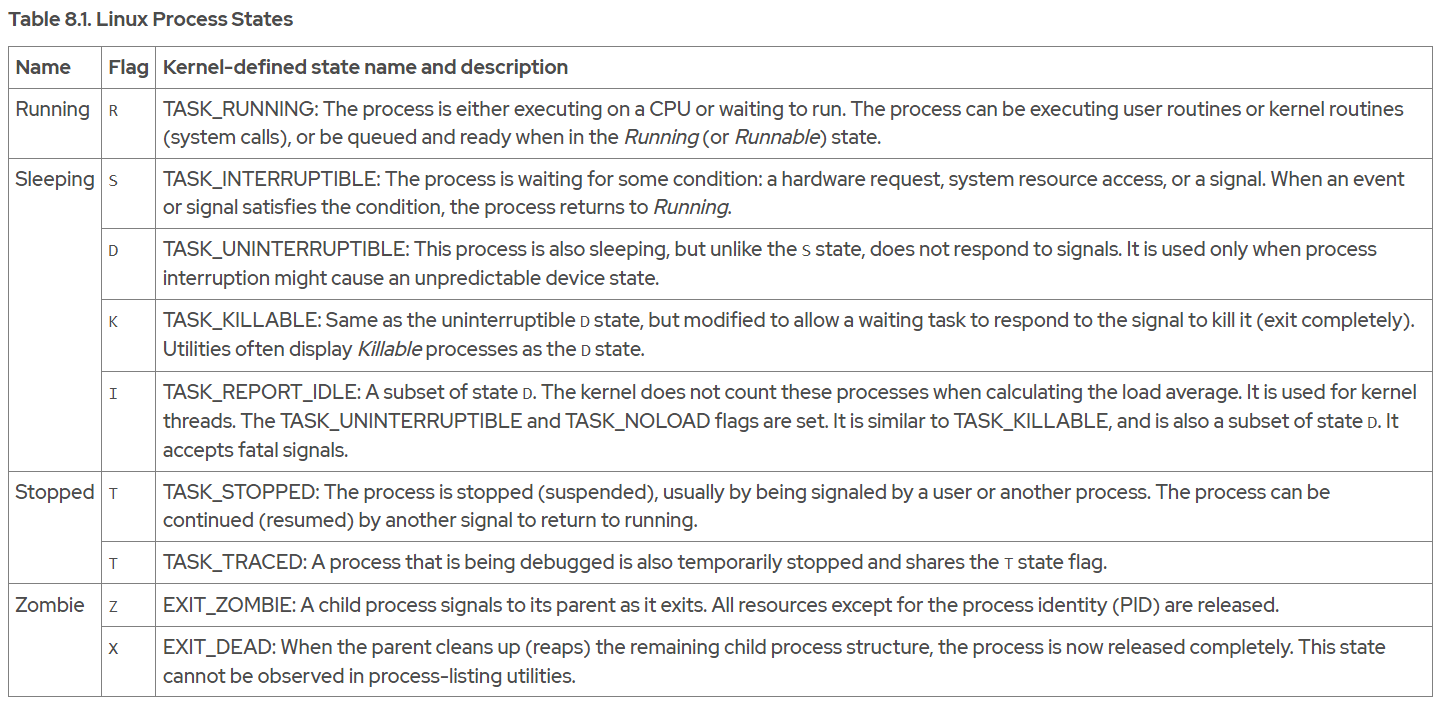 Table 8.1. Linux Process States
Name Flag Kernel-defined state name and description
Running R TASK_RUNNING: The process is either executing on a CPU or waiting to run. The process can be executing user routines or kernel routines
(system calls), or be queued and ready when in the Running (or Runnable) state.
Sleeping S TASK_INTERRUPTIBLE: The process is waiting for some condition: a hardware request, system resource access, or a signal. When an event
or signal satisfies the condition, the process returns to Running.
D TASK_UNINTERRUPTIBLE: This process is also sleeping, but unlike the S state, does not respond to signals. It is used only when process
interruption might cause an unpredictable device state.
K TASK_KILLABLE: Same as the uninterruptible D state, but modified to allow a waiting task to respond to the signal to kill it (exit completely).
Utilities often display Killable processes as the D state.
I TASK_REPORT_IDLE: A subset of state D. The kernel does not count these processes when calculating the load average. It is used for kernel
threads. The TASK_UNINTERRUPTIBLE and TASK_NOLOAD flags are set. It is similar to TASK_KILLABLE, and is also a subset of state D. It
accepts fatal signals.
Stopped T TASK_STOPPED: The process is stopped (suspended), usually by being signaled by a user or another process. The process can be
continued (resumed) by another signal to return to running.
T TASK_TRACED: A process that is being debugged is also temporarily stopped and shares the T state flag.
Zombie Z EXIT_ZOMBIE: A child process signals to its parent as it exits. All resources except for the process identity (PID) are released.
X EXIT_DEAD: When the parent cleans up (reaps) the remaining child process structure, the process is now released completely. This state
cannot be observed in process-listing utilities.